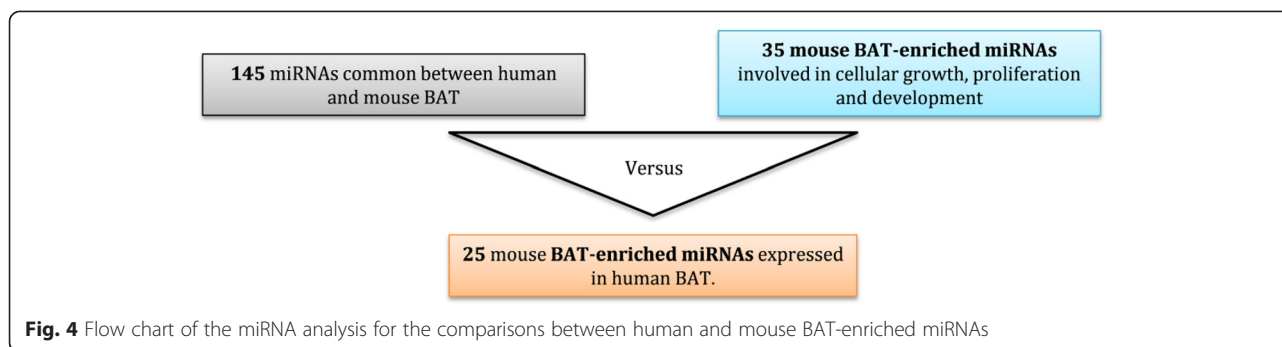 145 miRNAs common between human
and mouse BAT
35 mouse BAT-enriched miRNAs
involved in cellular growth, proliferation
and development
Versus
25 mouse BAT-enriched miRNAs expressed
in human BAT.
Fig. 4 Flow chart of the miRNA analysis for the comparisons between human and mouse BAT-enriched miRNAs